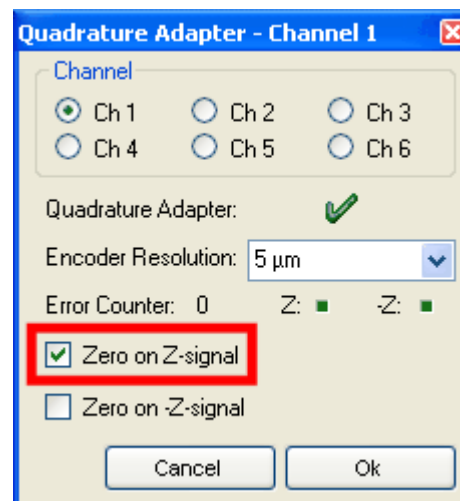 Quadrature Adapter - Channel 1
Channel
Ch 1 Ch 2 Ch 3
Ch 4 Ch 5 Ch 6
Quadrature Adapter:
Encoder Resolution: 5 µm
Error Counter: 0 Z: -Z:
Zero on Z-signal
Zero on -Z-signal
Cancel Ok